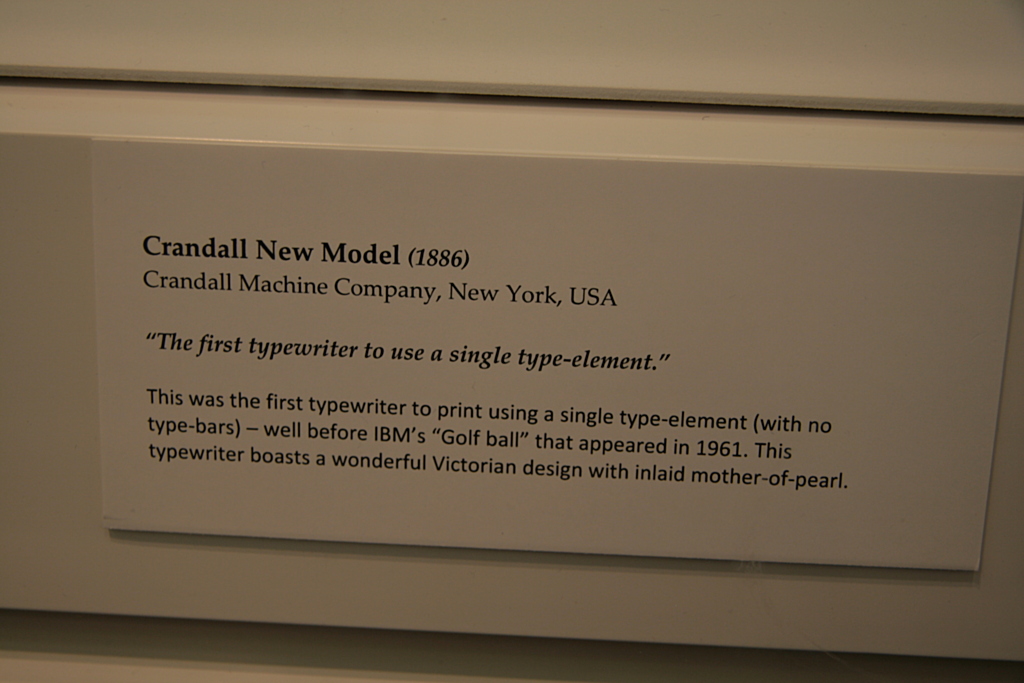 Crandall New Model (1886)
Crandall Machine Company, New York, USA
“The first typewriter to use a single type-element.”
This was the first typewriter to print using a single type-element (with no
type-bars) – well before IBM’s “Golf ball” that appeared in 1961. This
typewriter boasts a wonderful Victorian design with inlaid mother-of-pearl.